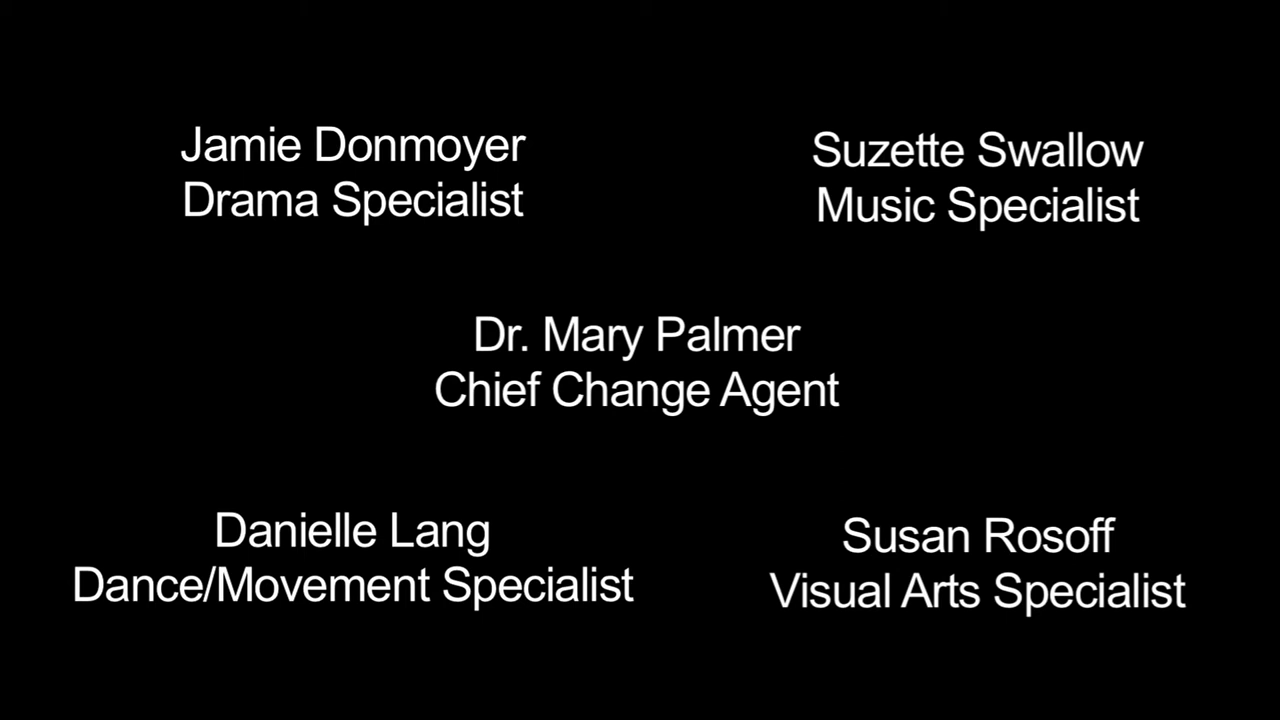 Jamie Donmoyer
Drama Specialist
Suzette Swallow
Music Specialist
Dr. Mary Palmer
Chief Change Agent
Danielle Lang
Dance/Movement Specialist
Susan Rosoff
Visual Arts Specialist